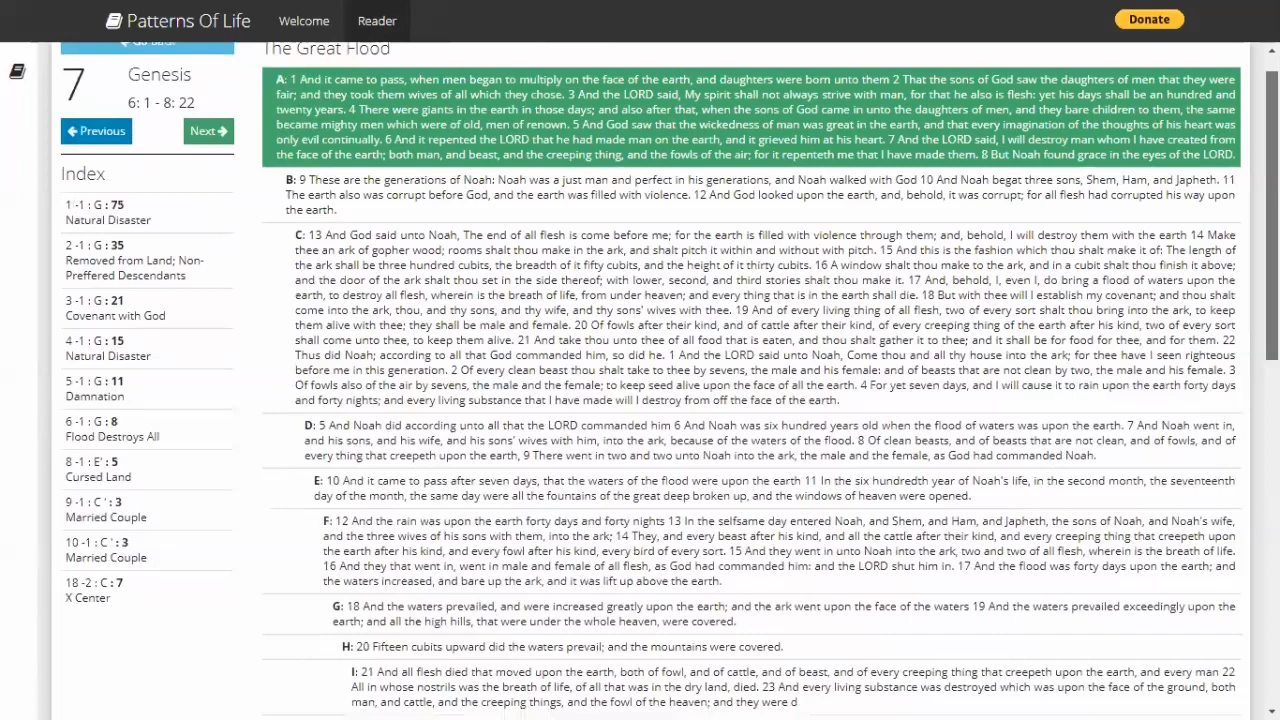 Patterns Of Life
Welcome
Reader
Donate
The Great Flood
7
Genesis
6: 1 - 8: 22
Previous
Next
Index
1 -1 : G : 75
Natural Disaster
2 -1 : G : 35
Removed from Land; Non-
Preffered Descendants
3 -1 : G : 21
Covenant with God
4 -1 : G : 15
Natural Disaster
5 -1 : G : 11
Damnation
6 -1 : G : 8
Flood Destroys All
8 -1 : E' : 5
Cursed Land
9 -1 : C ' : 3
Married Couple
10 -1 : C ' : 3
Married Couple
18 -2 : C : 7
X Center
A: 1 And it came to pass, when men began to multiply on the face of the earth, and daughters were born unto them 2 That the sons of God saw the daughters of men that they were
fair; and they took them wives of all which they chose. 3 And the LORD said, My spirit shall not always strive with man, for that he also is flesh: yet his days shall be an hundred and
twenty years. 4 There were giants in the earth in those days; and also after that, when the sons of God came in unto the daughters of men, and they bare children to them, the same
became mighty men which were of old, men of renown. 5 And God saw that the wickedness of man was great in the earth, and that every imagination of the thoughts of his heart was
only evil continually. 6 And it repented the LORD that he had made man on the earth, and it grieved him at his heart. 7 And the LORD said, I will destroy man whom I have created from
the face of the earth; both man, and beast, and the creeping thing, and the fowls of the air; for it repenteth me that I have made them. 8 But Noah found grace in the eyes of the LORD.
B: 9 These are the generations of Noah: Noah was a just man and perfect in his generations, and Noah walked with God 10 And Noah begat three sons, Shem, Ham, and Japheth. 11
The earth also was corrupt before God, and the earth was filled with violence. 12 And God looked upon the earth, and, behold, it was corrupt; for all flesh had corrupted his way upon
the earth.
C: 13 And God said unto Noah, The end of all flesh is come before me; for the earth is filled with violence through them; and, behold, I will destroy them with the earth 14 Make
thee an ark of gopher wood; rooms shalt thou make in the ark, and shalt pitch it within and without with pitch. 15 And this is the fashion which thou shalt make it of: The length of
the ark shall be three hundred cubits, the breadth of it fifty cubits, and the height of it thirty cubits. 16 A window shalt thou make to the ark, and in a cubit shalt thou finish it above;
and the door of the ark shalt thou set in the side thereof; with lower, second, and third stories shalt thou make it. 17 And, behold, I, even I, do bring a flood of waters upon the
earth, to destroy all flesh, wherein is the breath of life, from under heaven; and every thing that is in the earth shall die. 18 But with thee will I establish my covenant; and thou shalt
come into the ark, thou, and thy sons, and thy wife, and thy sons' wives with thee. 19 And of every living thing of all flesh, two of every sort shalt thou bring into the ark, to keep
them alive with thee; they shall be male and female. 20 Of fowls after their kind, and of cattle after their kind, of every creeping thing of the earth after his kind, two of every sort
shall come unto thee, to keep them alive. 21 And take thou unto thee of all food that is eaten, and thou shalt gather it to thee; and it shall be for food for thee, and for them. 22
Thus did Noah; according to all that God commanded him, so did he. 1 And the LORD said unto Noah, Come thou and all thy house into the ark; for thee have I seen righteous
before me in this generation. 2 Of every clean beast thou shalt take to thee by sevens, the male and his female: and of beasts that are not clean by two, the male and his female. 3
Of fowls also of the air by sevens, the male and the female; to keep seed alive upon the face of all the earth. 4 For yet seven days, and I will cause it to rain upon the earth forty days
and forty nights; and every living substance that I have made will I destroy from off the face of the earth.
D: 5 And Noah did according unto all that the LORD commanded him 6 And Noah was six hundred years old when the flood of waters was upon the earth. 7 And Noah went in,
and his sons, and his wife, and his sons' wives with him, into the ark, because of the waters of the flood. 8 Of clean beasts, and of beasts that are not clean, and of fowls, and of
every thing that creepeth upon the earth, 9 There went in two and two unto Noah into the ark, the male and the female, as God had commanded Noah.
E: 10 And it came to pass after seven days, that the waters of the flood were upon the earth 11 In the six hundredth year of Noah's life, in the second month, the seventeenth
day of the month, the same day were all the fountains of the great deep broken up, and the windows of heaven were opened.
F: 12 And the rain was upon the earth forty days and forty nights 13 In the selfsame day entered Noah, and Shem, and Ham, and Japheth, the sons of Noah, and Noah's wife,
and the three wives of his sons with them, into the ark; 14 They, and every beast after his kind, and all the cattle after their kind, and every creeping thing that creepeth upon
the earth after his kind, and every fowl after his kind, every bird of every sort. 15 And they went in unto Noah into the ark, two and two of all flesh, wherein is the breath of life.
16 And they that went in, went in male and female of all flesh, as God had commanded him: and the LORD shut him in. 17 And the flood was forty days upon the earth; and
the waters increased, and bare up the ark, and it was lift up above the earth.
G: 18 And the waters prevailed, and were increased greatly upon the earth; and the ark went upon the face of the waters 19 And the waters prevailed exceedingly upon the
earth; and all the high hills, that were under the whole heaven, were covered.
H: 20 Fifteen cubits upward did the waters prevail; and the mountains were covered.
I: 21 And all flesh died that moved upon the earth, both of fowl, and of cattle, and of beast, and of every creeping thing that creepeth upon the earth, and every man 22
All in whose nostrils was the breath of life, of all that was in the dry land, died. 23 And every living substance was destroyed which was upon the face of the ground, both
man, and cattle, and the creeping things, and the fowl of the heaven; and they were d